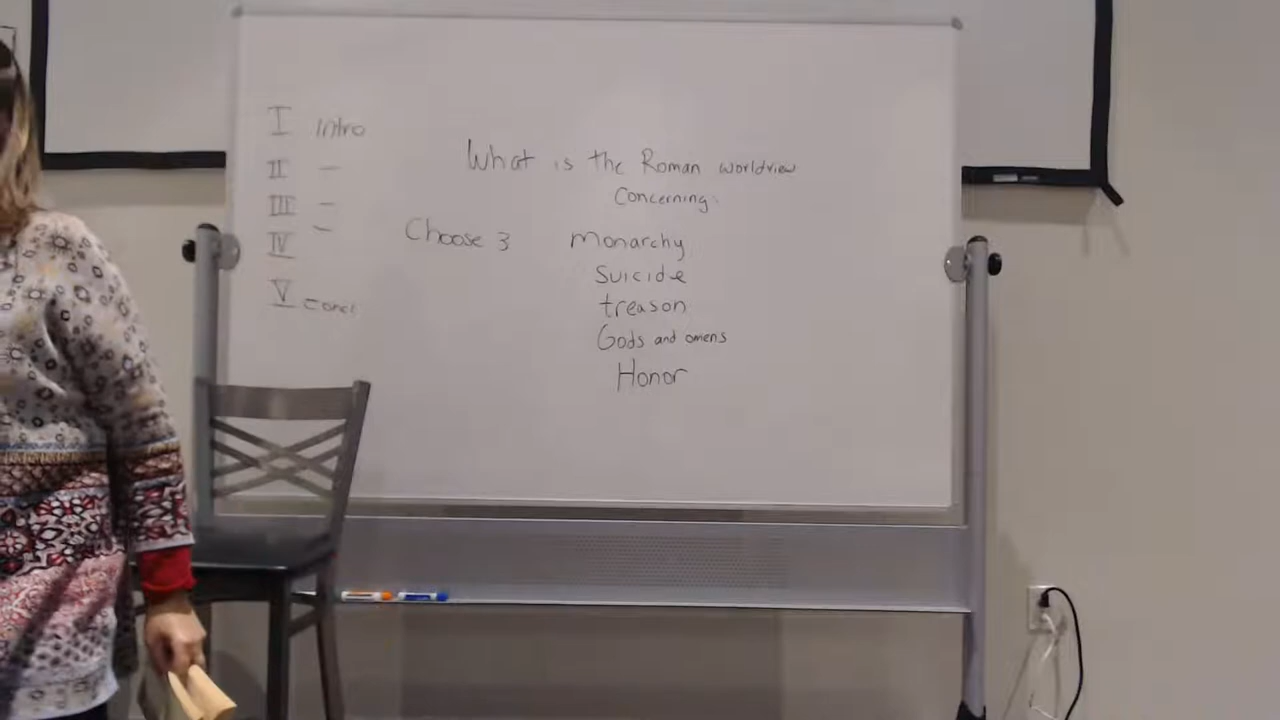 I Intro
II –
III –
IV –
V Concl
What is the Roman worldview
Concerning:
Choose 3
Monarchy
Suicide
treason
Gods and omens
Honor